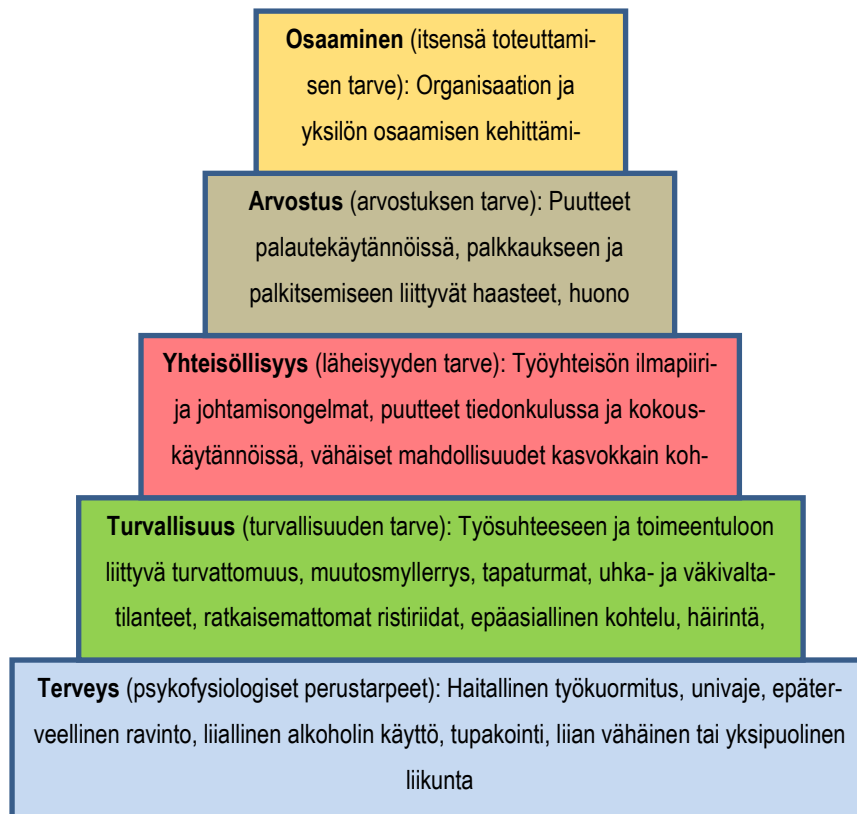 Osaaminen (itsensä toteuttami-
sen tarve): Organisaation ja
yksilön osaamisen kehittämi-
Arvostus (arvostuksen tarve): Puutteet
palautekäytännöissä, palkkaukseen ja
palkitsemiseen liittyvät haasteet, huono
Yhteisöllisyys (läheisyyden tarve): Työyhteisön ilmapiiri-
ja johtamisongelmat, puutteet tiedonkulussa ja kokous-
käytännöissä, vähäiset mahdollisuudet kasvokkain koh-
Turvallisuus (turvallisuuden tarve): Työsuhteeseen ja toimeentuloon
liittyvä turvattomuus, muutosmyllerrys, tapaturmat, uhka- ja väkivalta-
tilanteet, ratkaisemattomat ristiriidat, epäasiallinen kohtelu, häirintä,
Terveys (psykofysiologiset perustarpeet): Haitallinen työkuormitus, univaje, epäter-
veellinen ravinto, liiallinen alkoholin käyttö, tupakointi, liian vähäinen tai yksipuolinen
liikunta